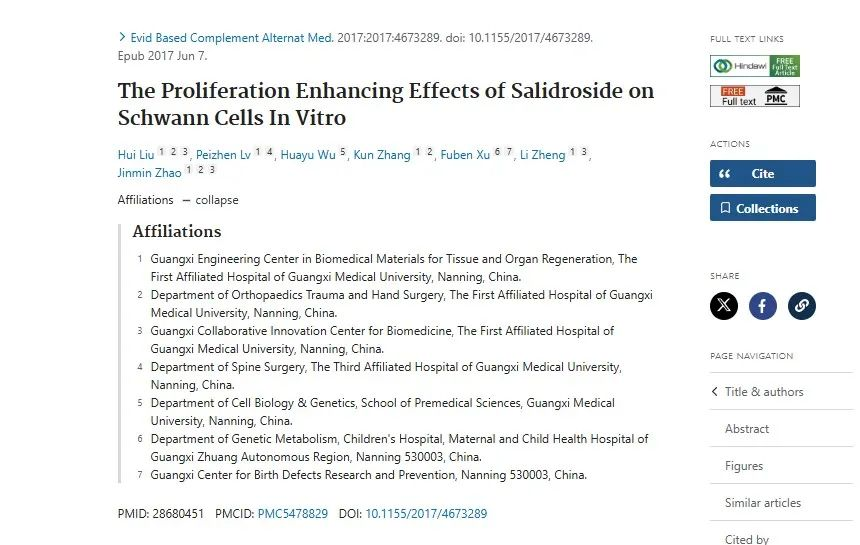 Evid Based Complement Alternat Med. 2017:2017:4673289. doi: 10.1155/2017/4673289.
Epub 2017 Jun 7.
The Proliferation Enhancing Effects of Salidroside on
Schwann Cells In Vitro
Hui Liu 1 2 3, Peizhen Lv 1 4, Huayu Wu 5, Kun Zhang 1 2, Fuben Xu 6 7, Li Zheng 1 3,
Jinmin Zhao 1 2 3
Affiliations – collapse
Affiliations
1 Guangxi Engineering Center in Biomedical Materials for Tissue and Organ Regeneration, The
First Affiliated Hospital of Guangxi Medical University, Nanning, China.
2 Department of Orthopaedics Trauma and Hand Surgery, The First Affiliated Hospital of Guangxi
Medical University, Nanning, China.
3 Guangxi Collaborative Innovation Center for Biomedicine, The First Affiliated Hospital of
Guangxi Medical University, Nanning, China.
4 Department of Spine Surgery, The Third Affiliated Hospital of Guangxi Medical University,
Nanning, China.
5 Department of Cell Biology & Genetics, School of Premedical Sciences, Guangxi Medical
University, Nanning, China.
6 Department of Genetic Metabolism, Children's Hospital, Maternal and Child Health Hospital of
Guangxi Zhuang Autonomous Region, Nanning 530003, China.
7 Guangxi Center for Birth Defects Research and Prevention, Nanning 530003, China.
PMID: 28680451 PMCID: PMC5478829 DOI: 10.1155/2017/4673289
FULL TEXT LINKS
Hindawi FREE
Full Text
Article
FREE
Full text PMC
ACTIONS
Cite
Collections
SHARE
PAGE NAVIGATION
Title & authors
Abstract
Figures
Similar articles
Cited by